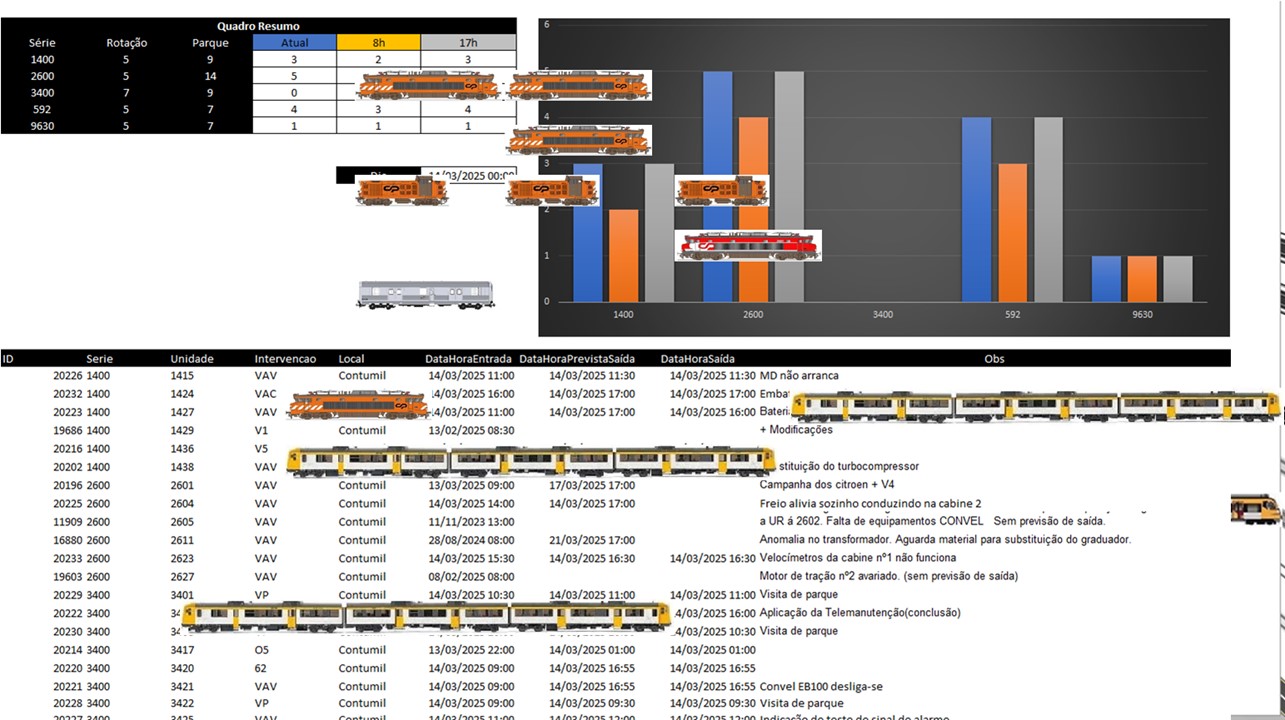 Quadro Resumo
Série Rotação Parque Atual 8h 17h
1400 5 9 3 2 3
2600 5 14 5
3400 7 9 0
592 5 7 4 3 4
9630 5 7 1 1 1
14/03/2025 00:00
6
5
4
3
2
1
0
1400 2600 3400 592 9630
ID Serie Unidade Intervencao Local DataHoraEntrada DataHoraPrevistaSaída DataHoraSaída Obs
20226 1400 1415 VAV Contumil 14/03/2025 11:00 14/03/2025 11:30 14/03/2025 11:30 MD não arranca
20232 1400 1424 VAC Contumil 14/03/2025 16:00 14/03/2025 17:00 14/03/2025 17:00
20223 1400 1427 VAV 14/03/2025 11:00 14/03/2025 17:00 14/03/2025 16:00
19686 1400 1429 V1 Contumil 13/02/2025 08:30 + Modificações
20216 1400 1436 V5
20202 1400 1438 VAV stituição do turbocompressor
20196 2600 2601 VAV Contumil 13/03/2025 09:00 17/03/2025 17:00 Campanha dos citroen + V4
20225 2600 2604 VAV Contumil 14/03/2025 14:00 14/03/2025 17:00 Freio alivia sozinho conduzindo na cabine 2
11909 2600 2605 VAV Contumil 11/11/2023 13:00 a UR á 2602. Falta de equipamentos CONVEL Sem previsão de saída.
16880 2600 2611 VAV Contumil 28/08/2024 08:00 21/03/2025 17:00 Anomalia no transformador. Aguarda material para substituição do graduador.
20233 2600 2623 VAV Contumil 14/03/2025 15:30 14/03/2025 16:30 14/03/2025 16:30 Velocímetros da cabine nº1 não funciona
19603 2600 2627 VAV Contumil 08/02/2025 08:00 Motor de tração nº2 avariado. (sem previsão de saída)
20229 3400 3401 VP Contumil 14/03/2025 10:30 14/03/2025 11:00 14/03/2025 11:00 Visita de parque
20222 3400 14/03/2025 16:00 Aplicação da Telemanutenção(conclusão)
20230 3400 14/03/2025 10:30 Visita de parque
20214 3400 3417 O5 Contumil 13/03/2025 22:00 14/03/2025 01:00 14/03/2025 01:00
20220 3400 3420 62 Contumil 14/03/2025 09:00 14/03/2025 16:55 14/03/2025 16:55
20221 3400 3421 VAV Contumil 14/03/2025 09:00 14/03/2025 16:55 14/03/2025 16:55 Convel EB100 desliga-se
20228 3400 3422 VP Contumil 14/03/2025 09:00 14/03/2025 09:30 14/03/2025 09:30 Visita de parque
20227 3400 3425 VAV Contumil 14/03/2025 11:00 14/03/2025 12:00 14/03/2025 12:00 Indicação de teste do sinal de alarme